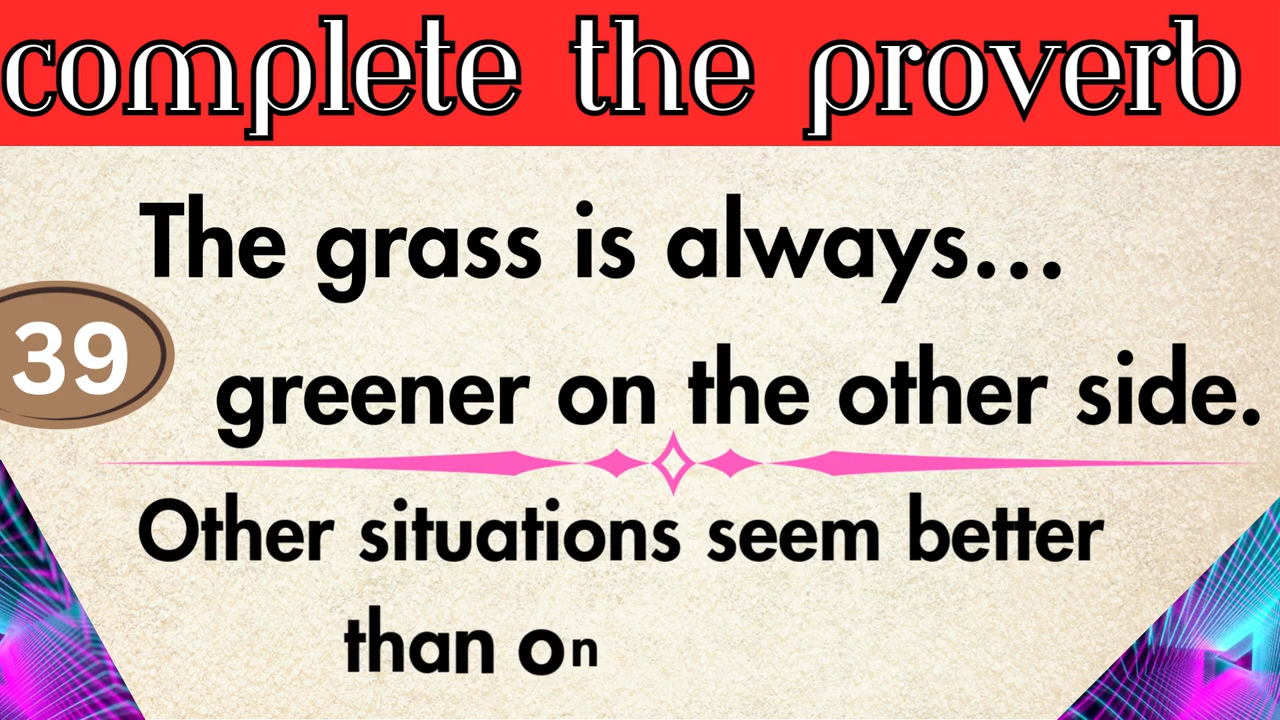 complete the proverb
The grass is always...
39
greener on the other side.
Other situations seem better
than on